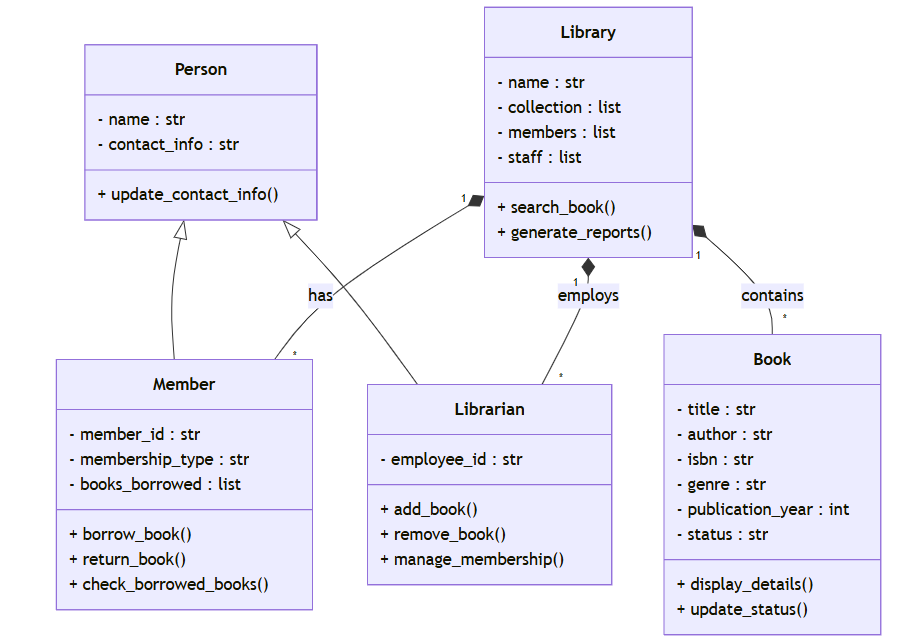 Person
- name : str
- contact_info : str
+ update_contact_info()
Library
- name : str
- collection : list
- members : list
- staff : list
+ search_book()
+ generate_reports()
1
has
*
1
employs
*
1
contains
*
Member
- member_id : str
- membership_type : str
- books_borrowed : list
+ borrow_book()
+ return_book()
+ check_borrowed_books()
Librarian
- employee_id : str
+ add_book()
+ remove_book()
+ manage_membership()
Book
- title : str
- author : str
- isbn : str
- genre : str
- publication_year : int
- status : str
+ display_details()
+ update_status()